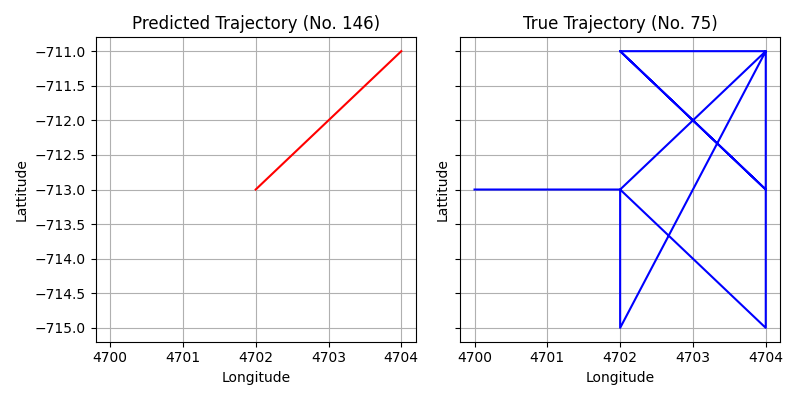 Predicted Trajectory (No. 146)
True Trajectory (No. 75)
−711.0
−711.5
−712.0
−712.5
−713.0
−713.5
−714.0
−714.5
−715.0
Lattitude
Lattitude
4700 4701 4702 4703 4704
4700 4701 4702 4703 4704
Longitude
Longitude